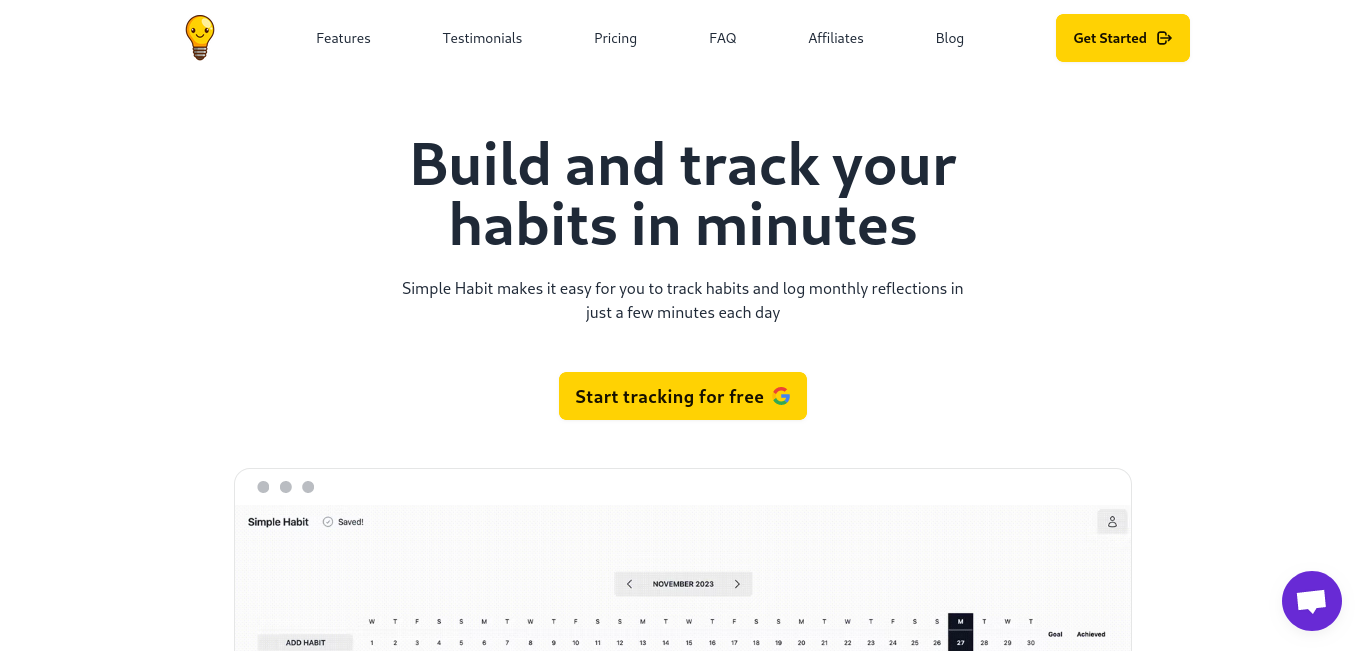 Features Testimonials Pricing FAQ Affiliates Blog Get Started
Build and track your
habits in minutes
Simple Habit makes it easy for you to track habits and log monthly reflections in
just a few minutes each day
Start tracking for free
Simple Habit Saved!
NOVEMBER 2023
W T F S S M T W T F S S M T W T F S S M T W T F S S M T W T
ADD HABIT 1 2 3 4 5 6 7 8 9 10 11 12 13 14 15 16 17 18 19 20 21 22 23 24 25 26 27 28 29 30 Goal Achieved